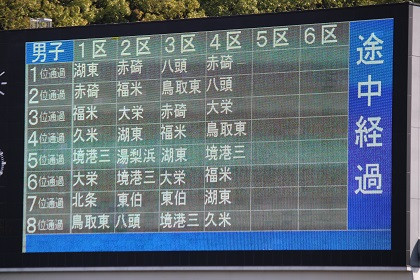 男子 1区 2区 3区 4区 5区 6区
1位通過 湖東 赤碕 八頭 赤碕
2位通過 赤碕 福米 鳥取東 八頭
3位通過 福米 大栄 赤碕 大栄
4位通過 久米 湖東 福米 鳥取東
5位通過 境港三 湯梨浜 湖東 境港三
6位通過 大栄 境港三 大栄 福米
7位通過 北条 東伯 東伯 湖東
8位通過 鳥取東 八頭 境港三 久米
途中経過